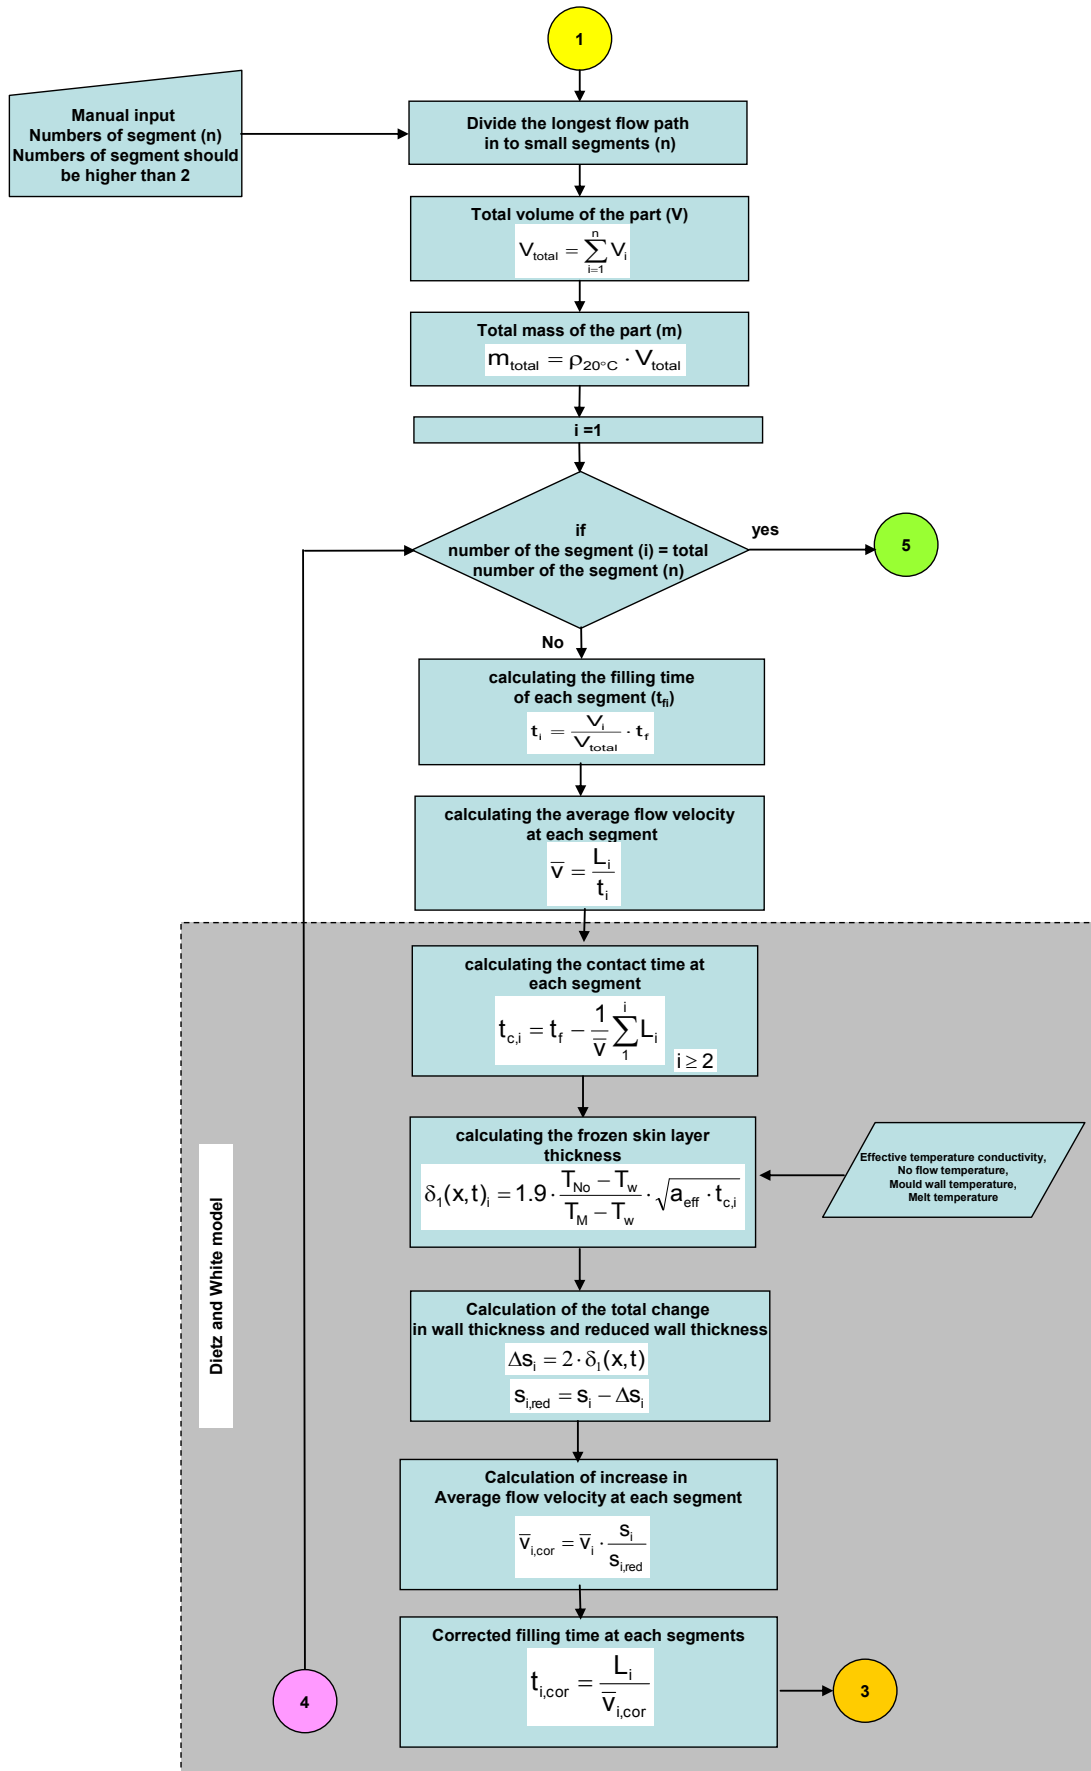 1
Manual input
Numbers of segment (n)
Numbers of segment should
be higher than 2
Divide the longest flow path
in to small segments (n)
Total volume of the part (V)
V_total = ∑_{i=1}^{n} V_i
Total mass of the part (m)
m_total = ρ_20°C · V_total
i =1
if
number of the segment (i) = total
number of the segment (n)
yes
5
No
calculating the filling time
of each segment (t_fi)
t_i = V_i / V_total · t_f
calculating the average flow velocity
at each segment
v̅ = L_i / t_i
calculating the contact time at
each segment
t_c,i = t_f − 1/v̅ ∑_{1}^{i} L_i
i ≥ 2
calculating the frozen skin layer
thickness
δ_1(x,t)_i = 1.9 · (T_No − T_w) / (T_M − T_w) · √(a_eff · t_c,i)
Effective temperature conductivity,
No flow temperature,
Mould wall temperature,
Melt temperature
Dietz and White model
Calculation of the total change
in wall thickness and reduced wall thickness
Δs_i = 2 · δ_1(x,t)
s_i,red = s_i − Δs_i
Calculation of increase in
Average flow velocity at each segment
v̅_i,cor = v̅_i · s_i / s_i,red
Corrected filling time at each segments
t_i,cor = L_i / v̅_i,cor
4
3